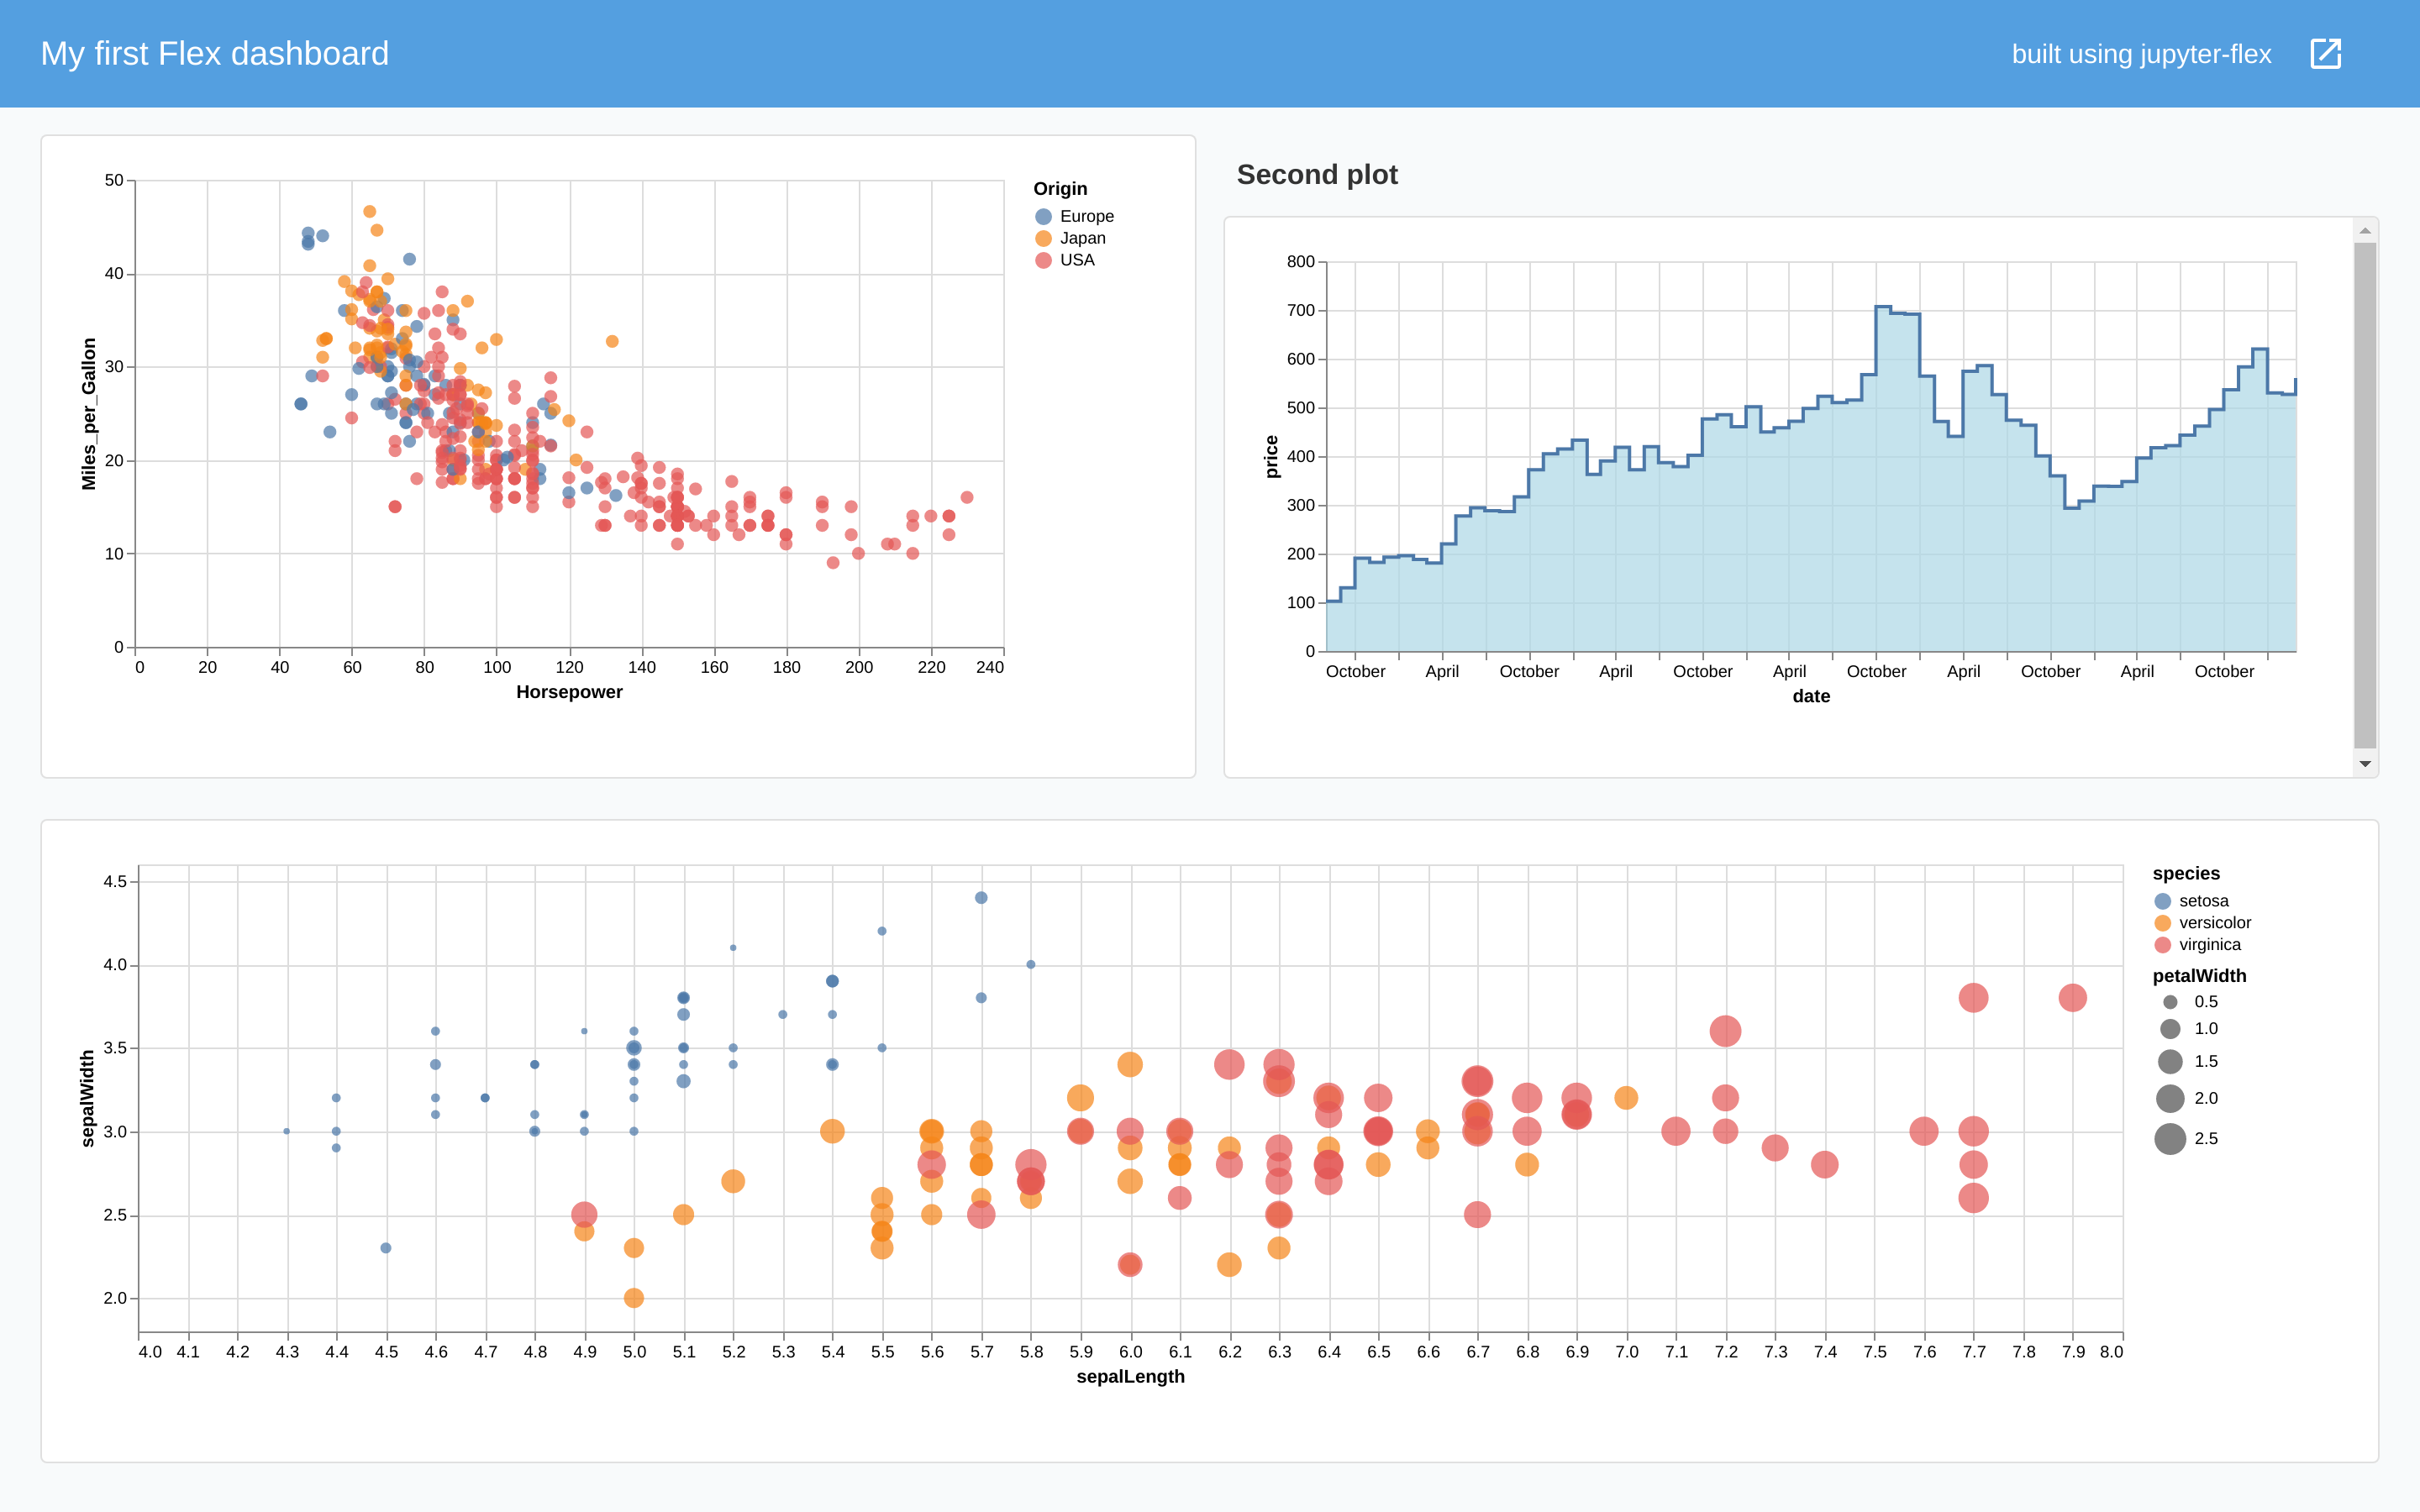 My first Flex dashboard
built using jupyter-flex
50
40
30
20
10
0
Miles_per_Gallon
0 20 40 60 80 100 120 140 160 180 200 220 240
Horsepower
Origin
Europe
Japan
USA
Second plot
800
700
600
500
400
300
200
100
0
price
October April October April October April October April October April October
date
4.5
4.0
3.5
3.0
2.5
2.0
sepalWidth
4.0 4.1 4.2 4.3 4.4 4.5 4.6 4.7 4.8 4.9 5.0 5.1 5.2 5.3 5.4 5.5 5.6 5.7 5.8 5.9 6.0 6.1 6.2 6.3 6.4 6.5 6.6 6.7 6.8 6.9 7.0 7.1 7.2 7.3 7.4 7.5 7.6 7.7 7.8 7.9 8.0
sepalLength
species
setosa
versicolor
virginica
petalWidth
0.5
1.0
1.5
2.0
2.5